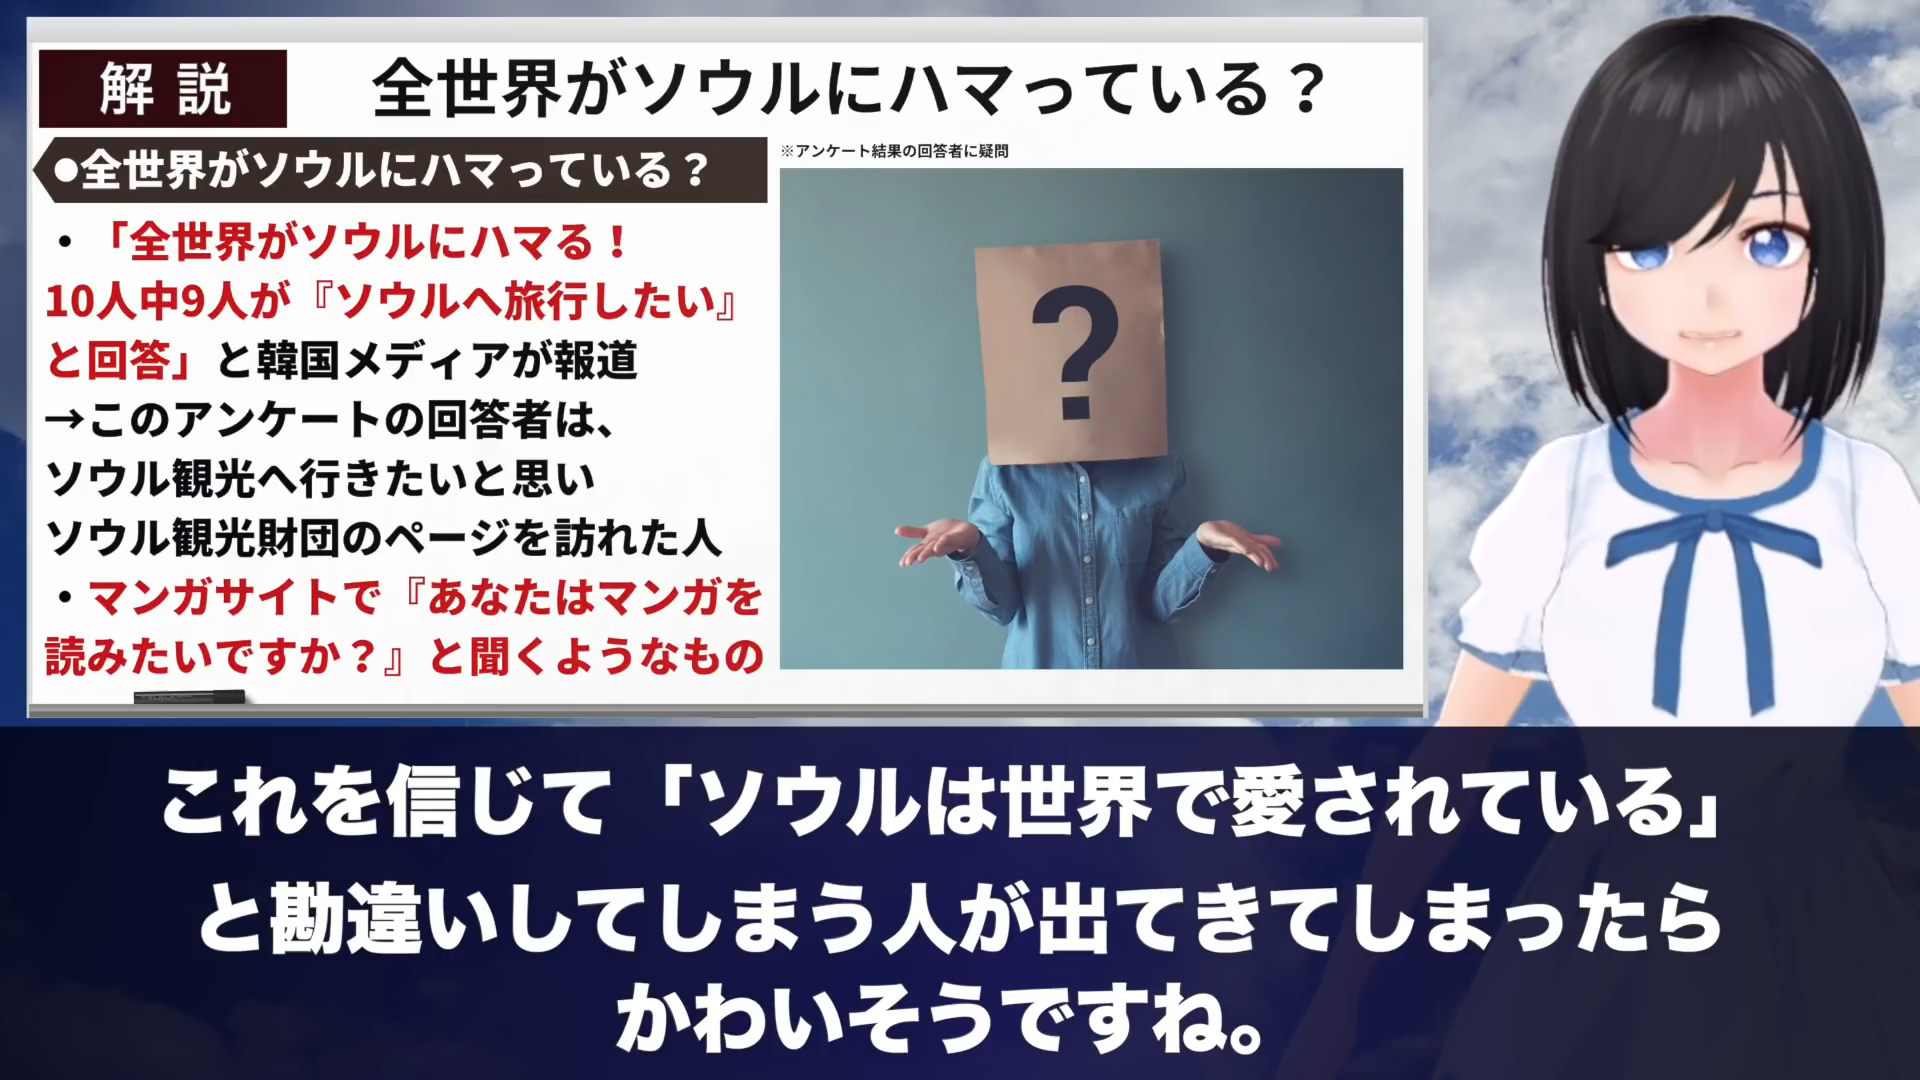 解説
全世界がソウルにハマっている？
●全世界がソウルにハマっている？
※アンケート結果の回答者に疑問
・「全世界がソウルにハマる！
10人中9人が『ソウルへ旅行したい』
と回答」と韓国メディアが報道
→このアンケートの回答者は、
ソウル観光へ行きたいと思い
ソウル観光財団のページを訪れた人
・マンガサイトで『あなたはマンガを
読みたいですか？』と聞くようなもの
?
これを信じて「ソウルは世界で愛されている」
と勘違いしてしまう人が出てきてしまったら
かわいそうですね。